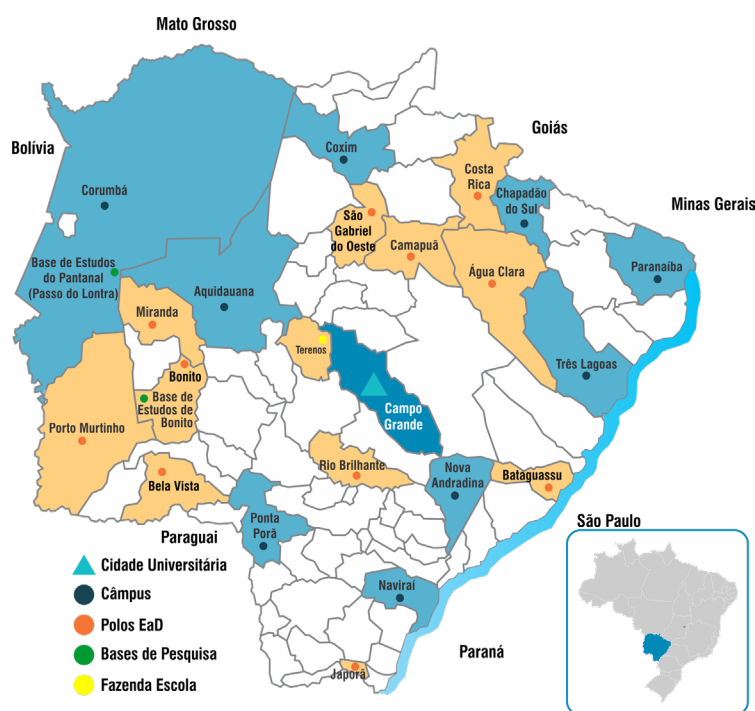 Mato Grosso
Bolívia
Goiás
Coxim
Costa
Rica
Chapadão
do Sul
Corumbá
Minas Gerais
São
Gabriel
do Oeste
Camapuã
Base de Estudos
do Pantanal
(Passo do Lontra)
Água Clara
Paranaíba
Aquidauana
Miranda
Terenos
Três Lagoas
Bonito
Base de
Estudos de
Bonito
Campo
Grande
Porto Murtinho
Rio Brilhante
Nova
Andradina
Bataguassu
Bela Vista
Ponta
Porã
São Paulo
Paraguai
Cidade Universitária
Câmpus
Naviraí
Polos EaD
Bases de Pesquisa
Paraná
Japorã
Fazenda Escola